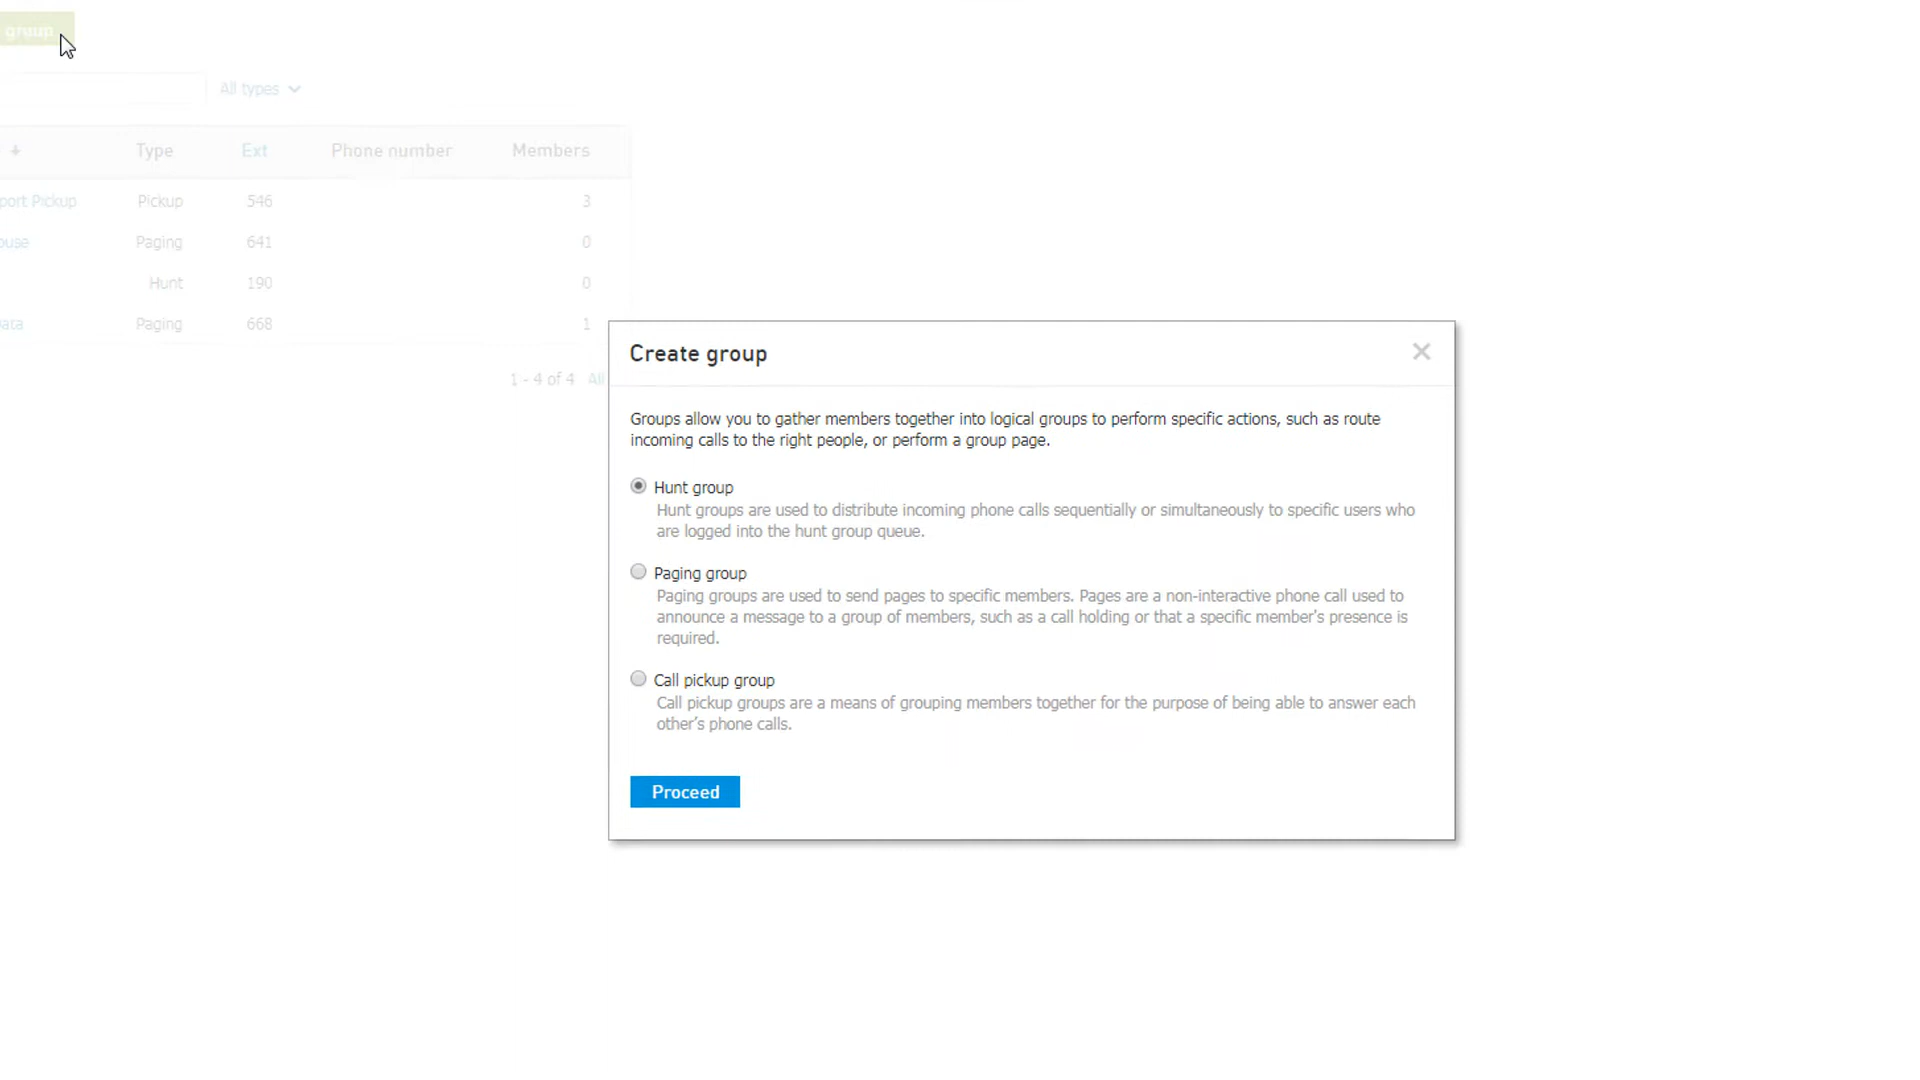 group
All types
Type Ext Phone number Members
port Pickup Pickup 546 3
ouse Paging 641 0
Hunt 190 0
Data Paging 668 1
1 - 4 of 4 All
Create group
Groups allow you to gather members together into logical groups to perform specific actions, such as route
incoming calls to the right people, or perform a group page.
Hunt group
Hunt groups are used to distribute incoming phone calls sequentially or simultaneously to specific users who
are logged into the hunt group queue.
Paging group
Paging groups are used to send pages to specific members. Pages are a non-interactive phone call used to
announce a message to a group of members, such as a call holding or that a specific member's presence is
required.
Call pickup group
Call pickup groups are a means of grouping members together for the purpose of being able to answer each
other's phone calls.
Proceed